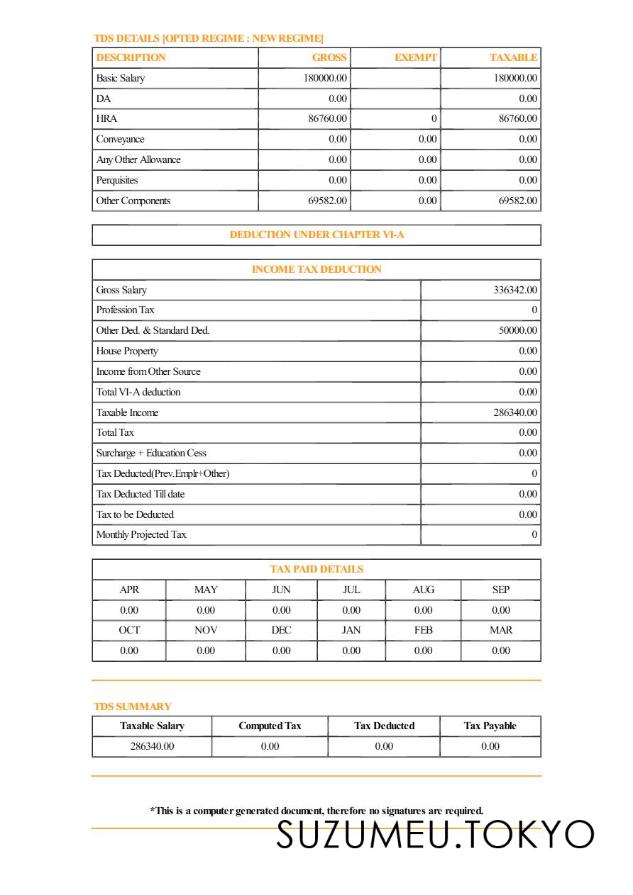 TDS DETAILS [OPTED REGIME : NEW REGIME]
DESCRIPTION GROSS EXEMPT TAXABLE
Basic Salary 180000.00 180000.00
DA 0.00 0.00
HRA 86760.00 0 86760.00
Conveyance 0.00 0.00 0.00
Any Other Allowance 0.00 0.00 0.00
Perquisites 0.00 0.00 0.00
Other Components 69582.00 0.00 69582.00
DEDUCTION UNDER CHAPTER VI-A
INCOME TAX DEDUCTION
Gross Salary 336342.00
Profession Tax 0
Other Ded. & Standard Ded. 50000.00
House Property 0.00
Income from Other Source 0.00
Total VI-A deduction 0.00
Taxable Income 286340.00
Total Tax 0.00
Surcharge + Education Cess 0.00
Tax Deducted(Prev.Emplr+Other) 0
Tax Deducted Till date 0.00
Tax to be Deducted 0.00
Monthly Projected Tax 0
TAX PAID DETAILS
APR MAY JUN JUL AUG SEP
0.00 0.00 0.00 0.00 0.00 0.00
OCT NOV DEC JAN FEB MAR
0.00 0.00 0.00 0.00 0.00 0.00
TDS SUMMARY
Taxable Salary Computed Tax Tax Deducted Tax Payable
286340.00 0.00 0.00 0.00
*This is a computer generated document, therefore no signatures are required.
SUZUMEU.TOKYO